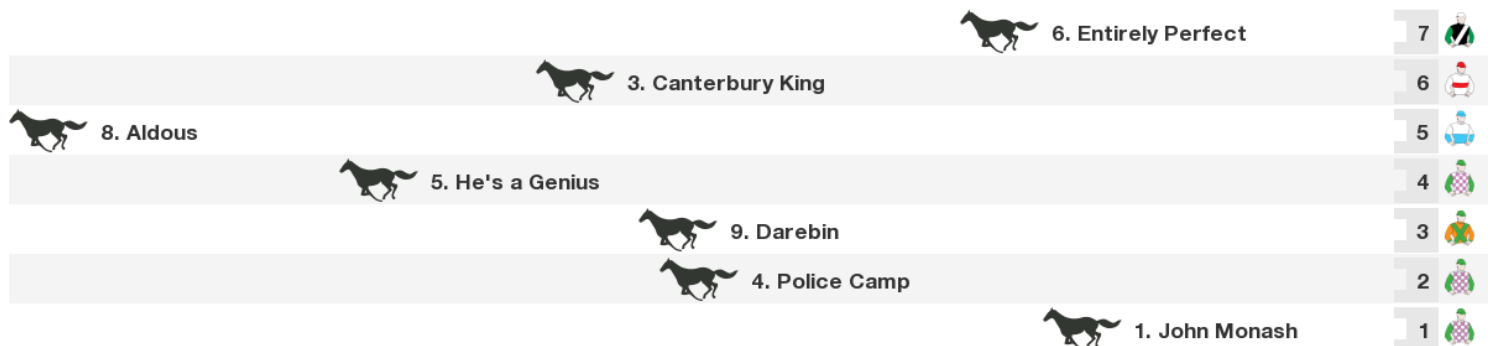 6. Entirely Perfect 7
3. Canterbury King 6
8. Aldous 5
5. He's a Genius 4
9. Darebin 3
4. Police Camp 2
1. John Monash 1